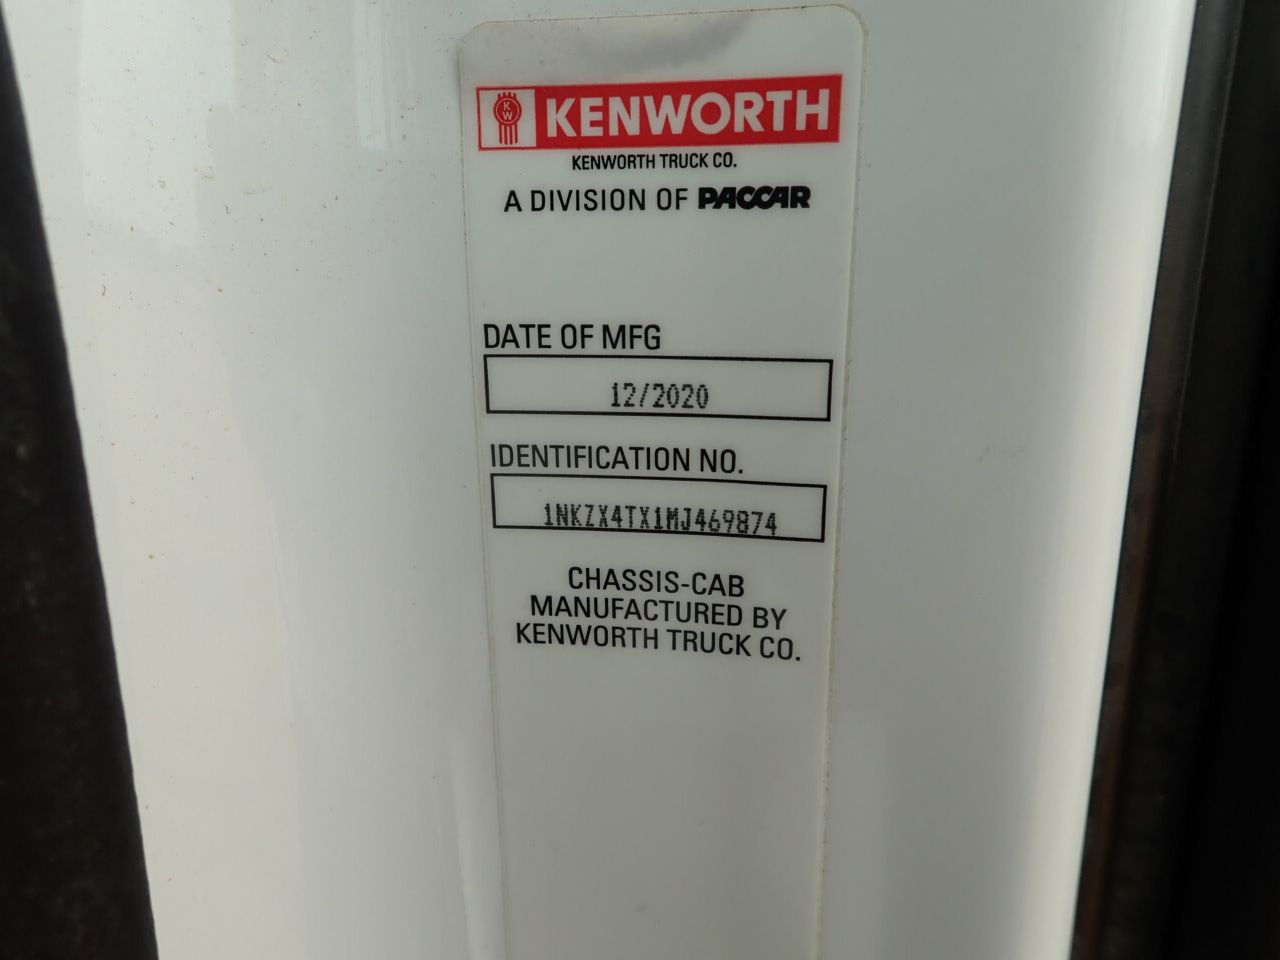 KW KENWORTH
KENWORTH TRUCK CO.
A DIVISION OF PACCAR
DATE OF MFG
12/2020
IDENTIFICATION NO.
1NKZX4TX1MJ469874
CHASSIS-CAB
MANUFACTURED BY
KENWORTH TRUCK CO.